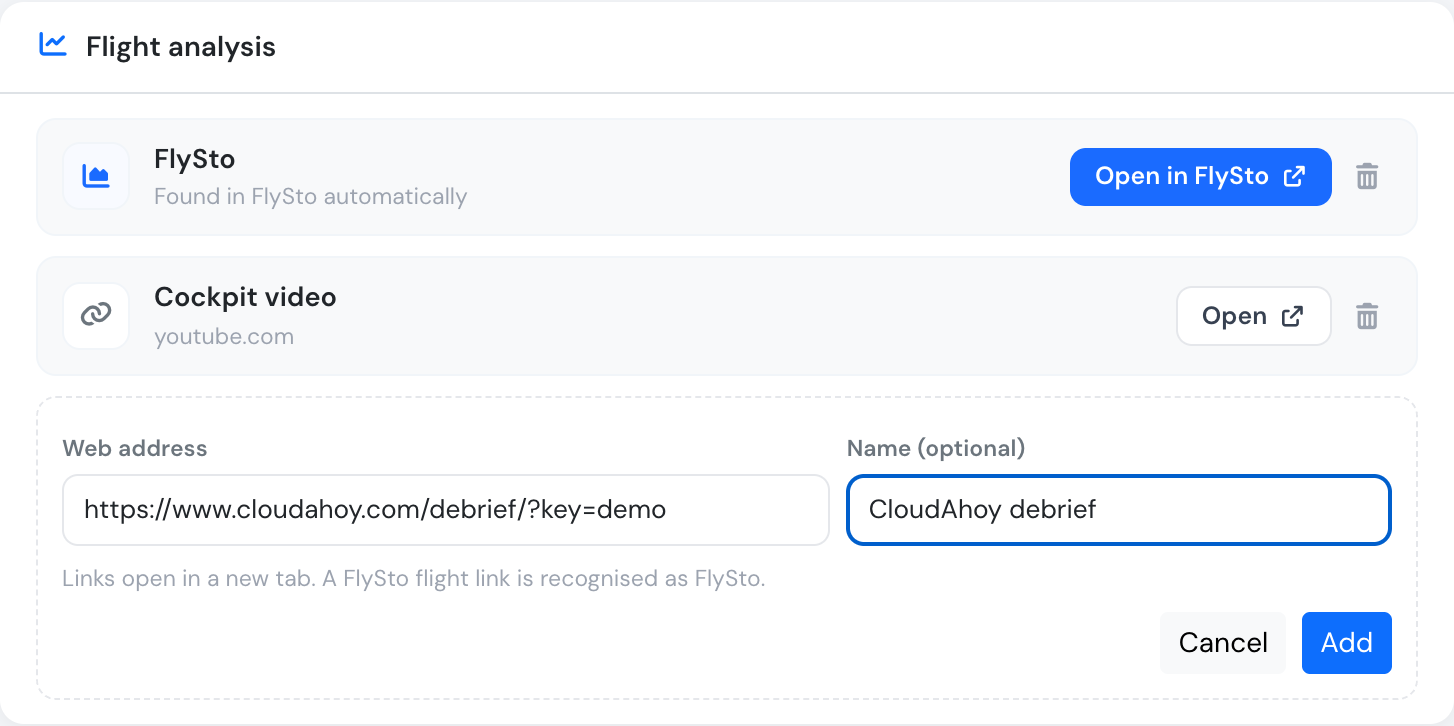 Flight analysis
FlySto
Found in FlySto automatically
Open in FlySto
Cockpit video
youtube.com
Open
Web address
Name (optional)
https://www.cloudahoy.com/debrief/?key=demo
CloudAhoy debrief
Links open in a new tab. A FlySto flight link is recognised as FlySto.
Cancel
Add